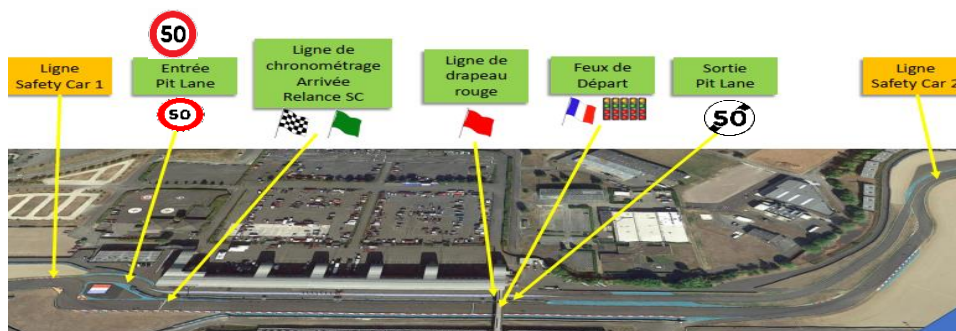 50
Ligne
Safety Car 1
Entrée
Pit Lane
50
Ligne de
chronométrage
Arrivée
Relance SC
Ligne de
drapeau
rouge
Feux de
Départ
Sortie
Pit Lane
50
Ligne
Safety Car 2